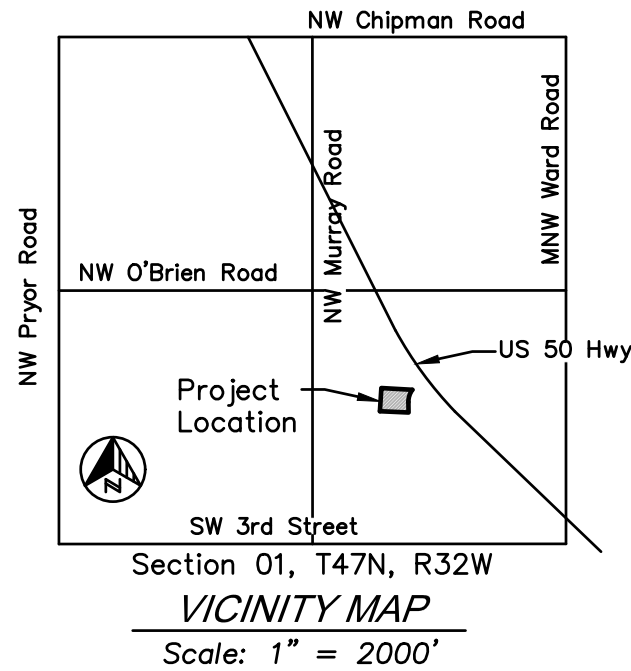 NW Chipman Road
MNW Ward Road
NW Murray Road
NW Pryor Road
NW O'Brien Road
US 50 Hwy
Project
Location
N
SW 3rd Street
Section 01, T47N, R32W
VICINITY MAP
Scale: 1" = 2000'